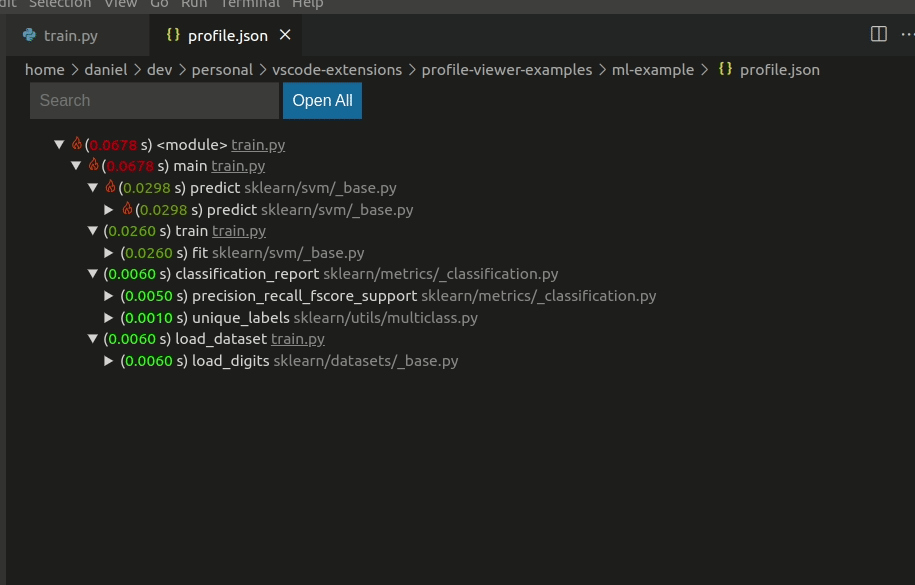 dit Selection View Go Run Terminal Help
train.py {} profile.json ×
home > daniel > dev > personal > vscode-extensions > profile-viewer-examples > ml-example > {} profile.json
Search Open All
(0.0678 s) <module> train.py
(0.0678 s) main train.py
(0.0298 s) predict sklearn/svm/_base.py
(0.0298 s) predict sklearn/svm/_base.py
(0.0260 s) train train.py
(0.0260 s) fit sklearn/svm/_base.py
(0.0060 s) classification_report sklearn/metrics/_classification.py
(0.0050 s) precision_recall_fscore_support sklearn/metrics/_classification.py
(0.0010 s) unique_labels sklearn/utils/multiclass.py
(0.0060 s) load_dataset train.py
(0.0060 s) load_digits sklearn/datasets/_base.py